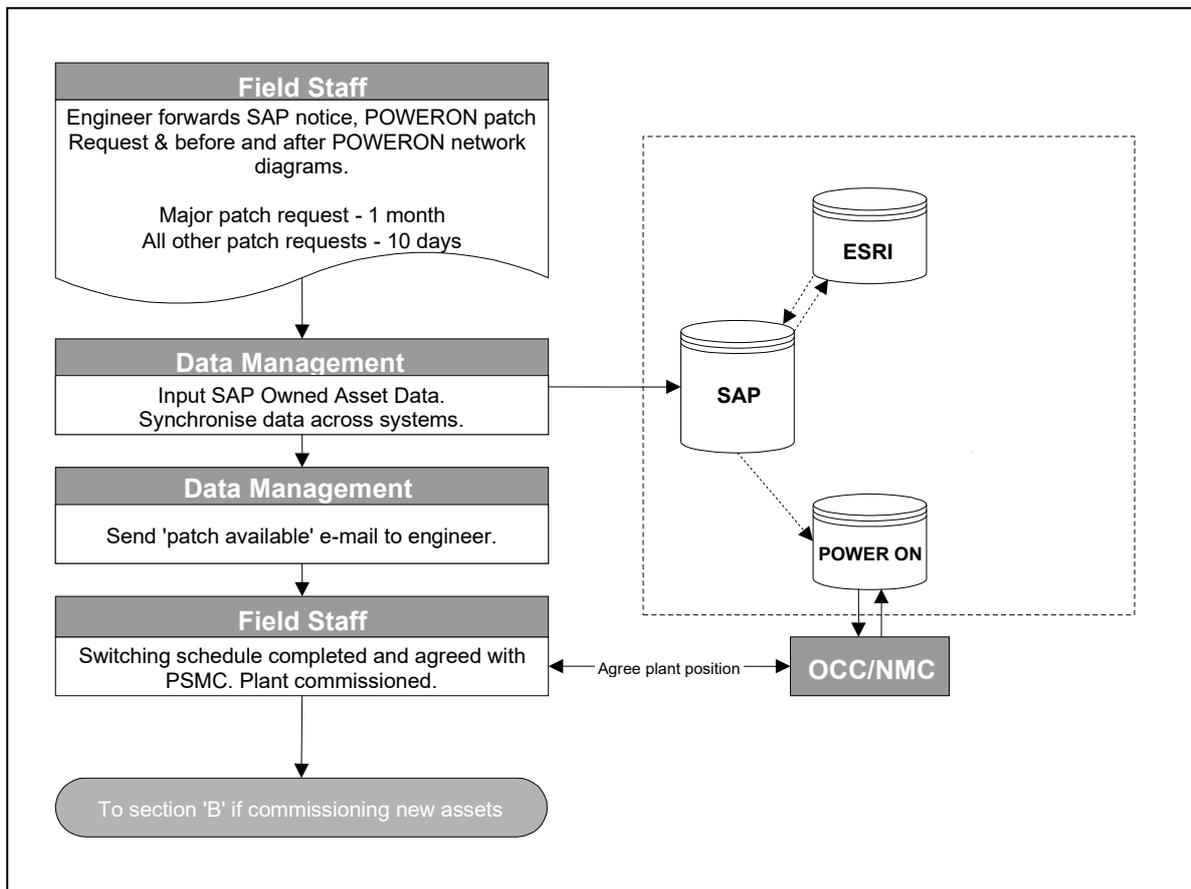 Field Staff
Engineer forwards SAP notice, POWERON patch
Request & before and after POWERON network
diagrams.
Major patch request - 1 month
All other patch requests - 10 days
Data Management
Input SAP Owned Asset Data.
Synchronise data across systems.
Data Management
Send 'patch available' e-mail to engineer.
Field Staff
Switching schedule completed and agreed with
PSMC. Plant commissioned.
To section 'B' if commissioning new assets
ESRI
SAP
POWER ON
Agree plant position
OCC/NMC